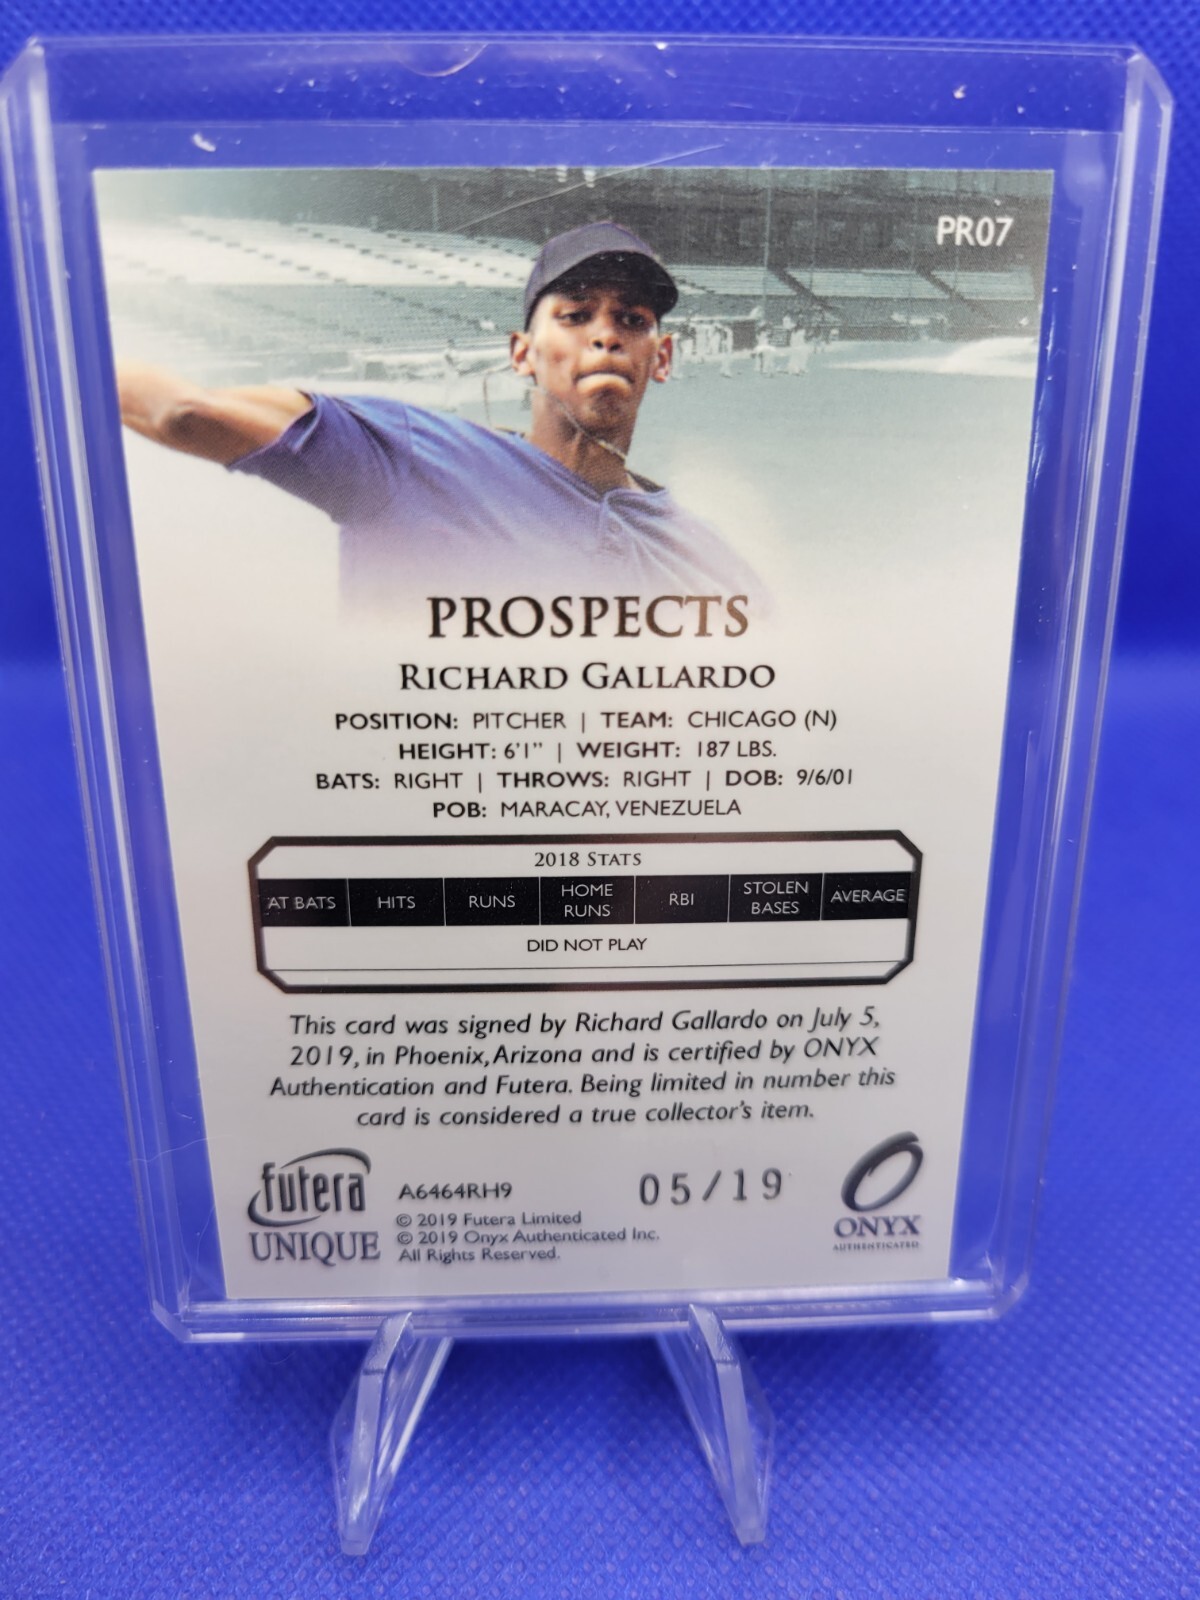 PR07
PROSPECTS
RICHARD GALLARDO
POSITION: PITCHER | TEAM: CHICAGO (N)
HEIGHT: 6'1" | WEIGHT: 187 LBS.
BATS: RIGHT | THROWS: RIGHT | DOB: 9/6/01
POB: MARACAY, VENEZUELA
2018 STATS
AT BATS HITS RUNS HOME RUNS RBI STOLEN BASES AVERAGE
DID NOT PLAY
This card was signed by Richard Gallardo on July 5,
2019, in Phoenix, Arizona and is certified by ONYX
Authentication and Futera. Being limited in number this
card is considered a true collector's item.
futera
UNIQUE
A6464RH9
© 2019 Futera Limited
© 2019 Onyx Authenticated Inc.
All Rights Reserved.
05/19
ONYX
AUTHENTICATED